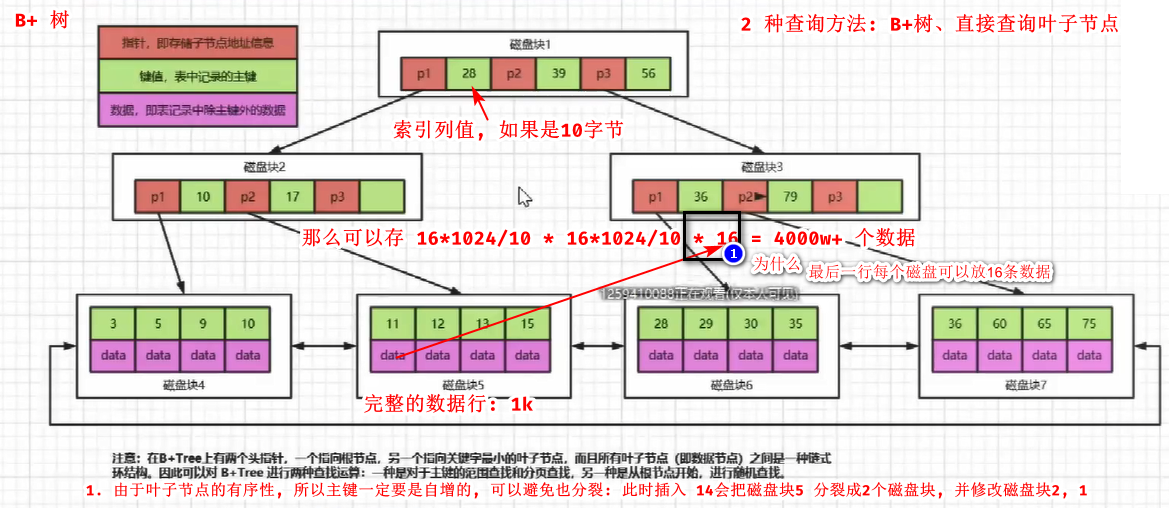 B+ 树
2 种查询方法: B+树、直接查询叶子节点
指针，即存储子节点地址信息
键值，表中记录的主键
数据，即表记录中除主键外的数据
磁盘块1
p1 28 p2 39 p3 56
索引列值，如果是10字节
磁盘块2
磁盘块3
p1 10 p2 17 p3
p1 36 p2 79 p3
那么可以存 16*1024/10 * 16*1024/10 * 16 = 4000w+ 个数据
1
为什么
最后一行每个磁盘可以放16条数据
1259410088正在观看(仅本人可见)
3 5 9 10
data data data data
磁盘块4
11 12 13 15
data data data data
磁盘块5
28 29 30 35
data data data data
磁盘块6
36 60 65 75
data data data data
磁盘块7
完整的数据行: 1k
注意：在B+Tree上有两个头指针，一个指向根节点，另一个指向关键字最小的叶子节点，而且所有叶子节点（即数据节点）之间是一种链式
环结构。因此可以对 B+Tree 进行两种查找运算：一种是对于主键的范围查找和分页查找，另一种是从根节点开始，进行随机查找。
1. 由于叶子节点的有序性，所以主键一定要是自增的，可以避免也分裂: 此时插入 14会把磁盘块5 分裂成2个磁盘块，并修改磁盘块2, 1